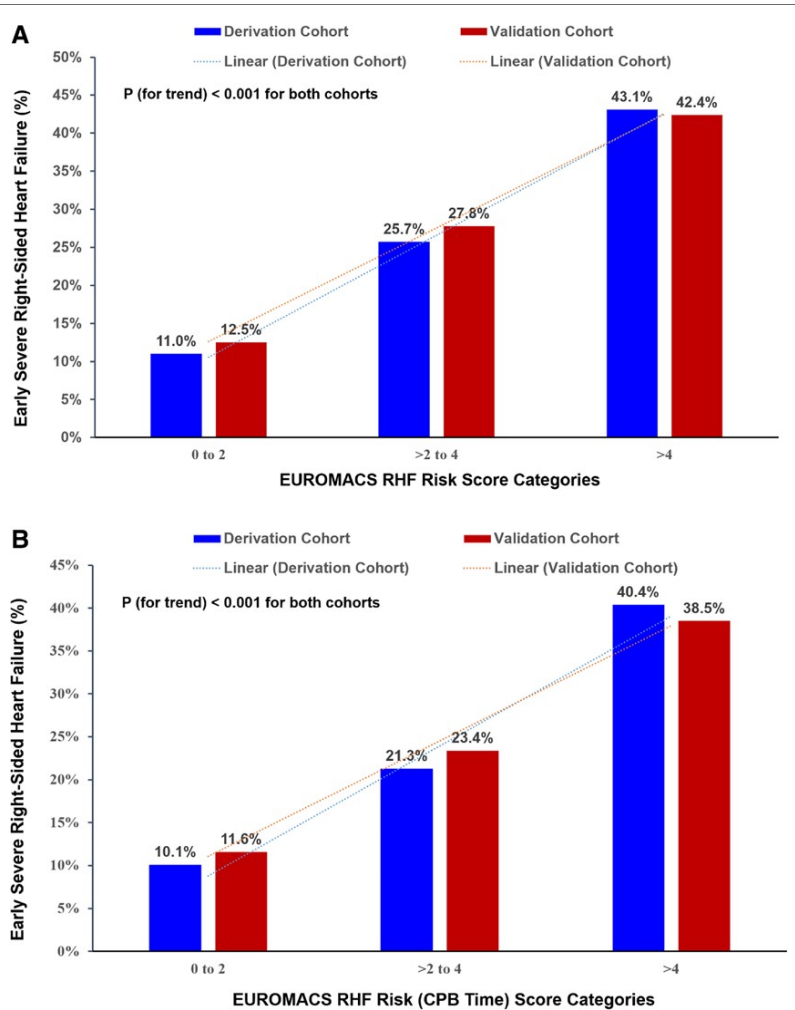 A
Derivation Cohort
Validation Cohort
Linear (Derivation Cohort)
Linear (Validation Cohort)
P (for trend) < 0.001 for both cohorts
Early Severe Right-Sided Heart Failure (%)
50%
45%
40%
35%
30%
25%
20%
15%
10%
5%
0%
11.0%
12.5%
25.7%
27.8%
43.1%
42.4%
0 to 2
>2 to 4
>4
EUROMACS RHF Risk Score Categories
B
Derivation Cohort
Validation Cohort
Linear (Derivation Cohort)
Linear (Validation Cohort)
P (for trend) < 0.001 for both cohorts
Early Severe Right-Sided Heart Failure (%)
45%
40%
35%
30%
25%
20%
15%
10%
5%
0%
10.1%
11.6%
21.3%
23.4%
40.4%
38.5%
0 to 2
>2 to 4
>4
EUROMACS RHF Risk (CPB Time) Score Categories